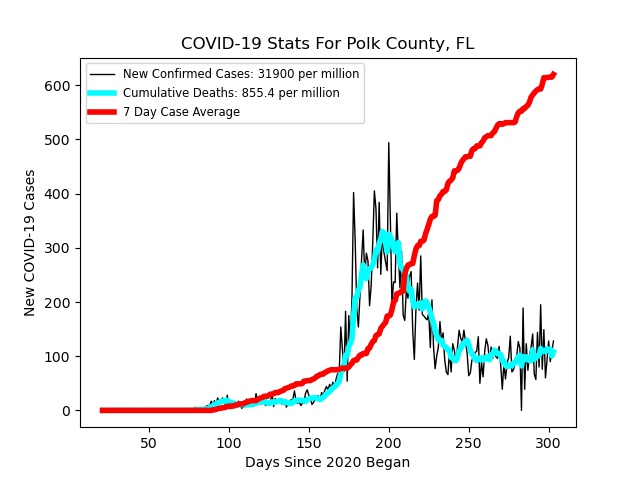 COVID-19 Stats For Polk County, FL
New Confirmed Cases: 31900 per million
Cumulative Deaths: 855.4 per million
7 Day Case Average
600
500
400
300
200
100
0
New COVID-19 Cases
50 100 150 200 250 300
Days Since 2020 Began